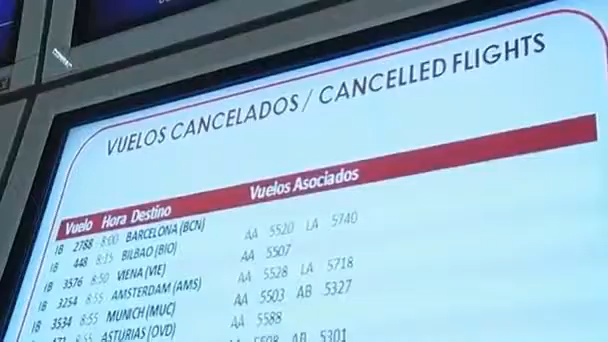 VUELOS CANCELADOS / CANCELLED FLIGHTS
Vuelo Hora Destino Vuelos Asociados
IB 2788 8:00 BARCELONA (BCN)
IB 448 8:15 BILBAO (BIO) AA 5520 LA 5740
IB 3576 8:50 VIENA (VIE) AA 5507
IB 3254 8:55 AMSTERDAM (AMS) AA 5528 LA 5718
IB 3534 8:55 MUNICH (MUC) AA 5503 AB 5327
8:55 ASTURIAS (OVD) AA 5588
AB 5301